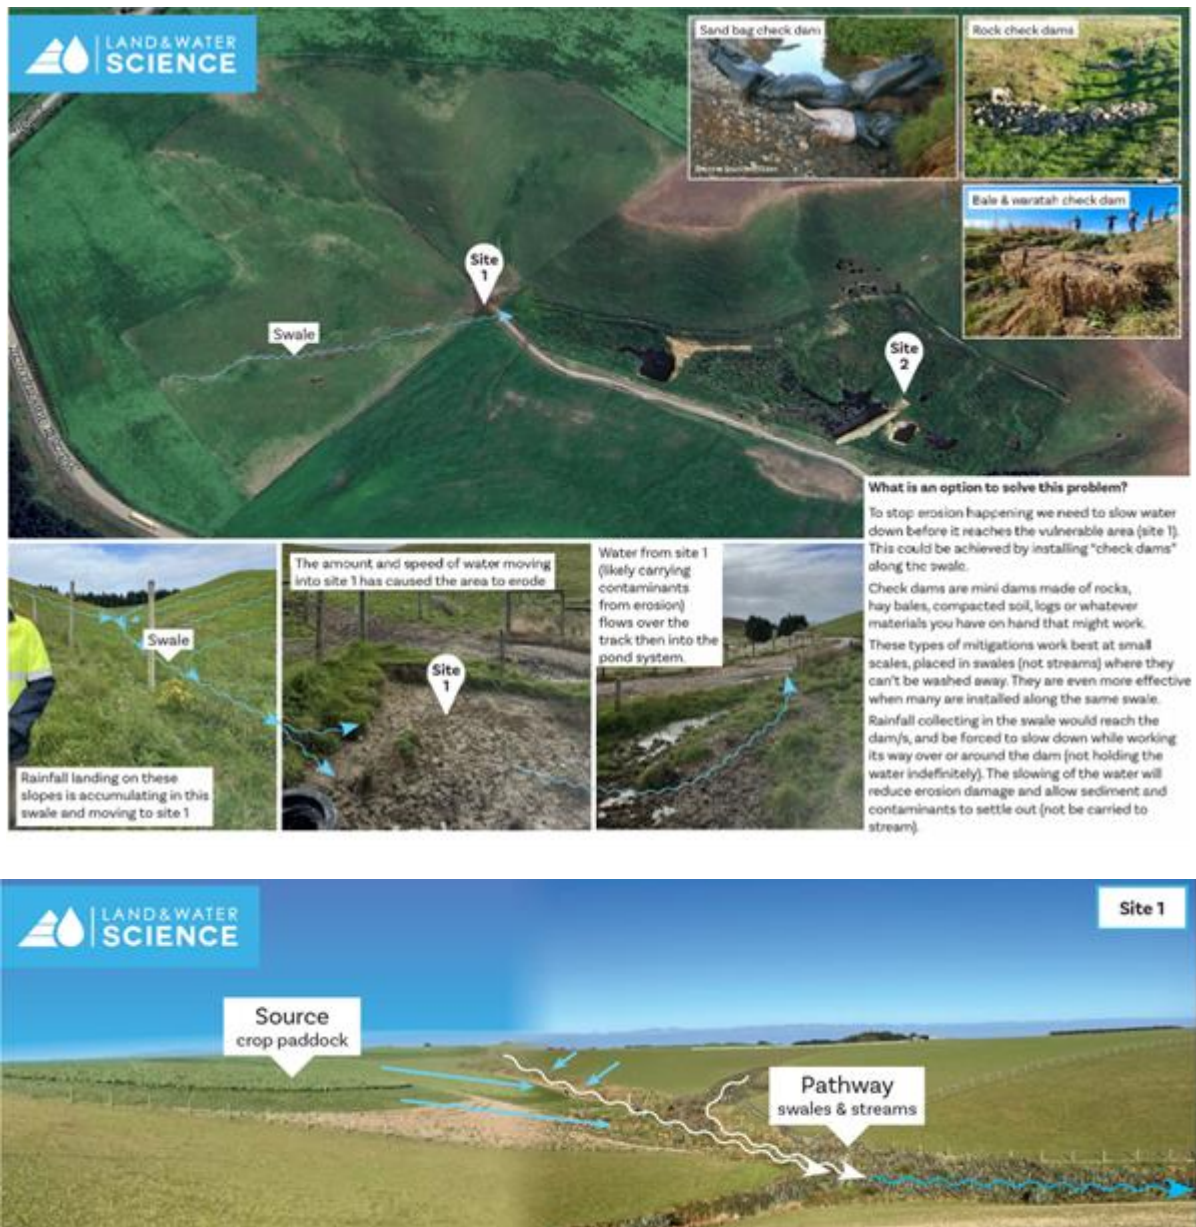 LAND & WATER
SCIENCE
Sand bag check dam
Rock check dams
Bale & waratah check dam
Site
1
Swale
Site
2
What is an option to solve this problem?
To stop erosion happening we need to slow water
down before it reaches the vulnerable area (site 1).
This could be achieved by installing "check dams"
along the swale.
Check dams are mini dams made of rocks,
hay bales, compacted soil, logs or whatever
materials you have on hand that might work.
These types of mitigations work best at small
scales, placed in swales (not streams) where they
can't be washed away. They are even more effective
when many are installed along the same swale.
Rainfall collecting in the swale would reach the
dam/s, and be forced to slow down while working
its way over or around the dam (not holding the
water indefinitely). The slowing of the water will
reduce erosion damage and allow sediment and
contaminants to settle out (not be carried to
stream).
Swale
Rainfall landing on these
slopes is accumulating in this
swale and moving to site 1
The amount and speed of water moving
into site 1 has caused the area to erode
Site
1
Water from site 1
(likely carrying
contaminants
from erosion)
flows over the
track then into the
pond system.
LAND & WATER
SCIENCE
Site 1
Source
crop paddock
Pathway
swales & streams